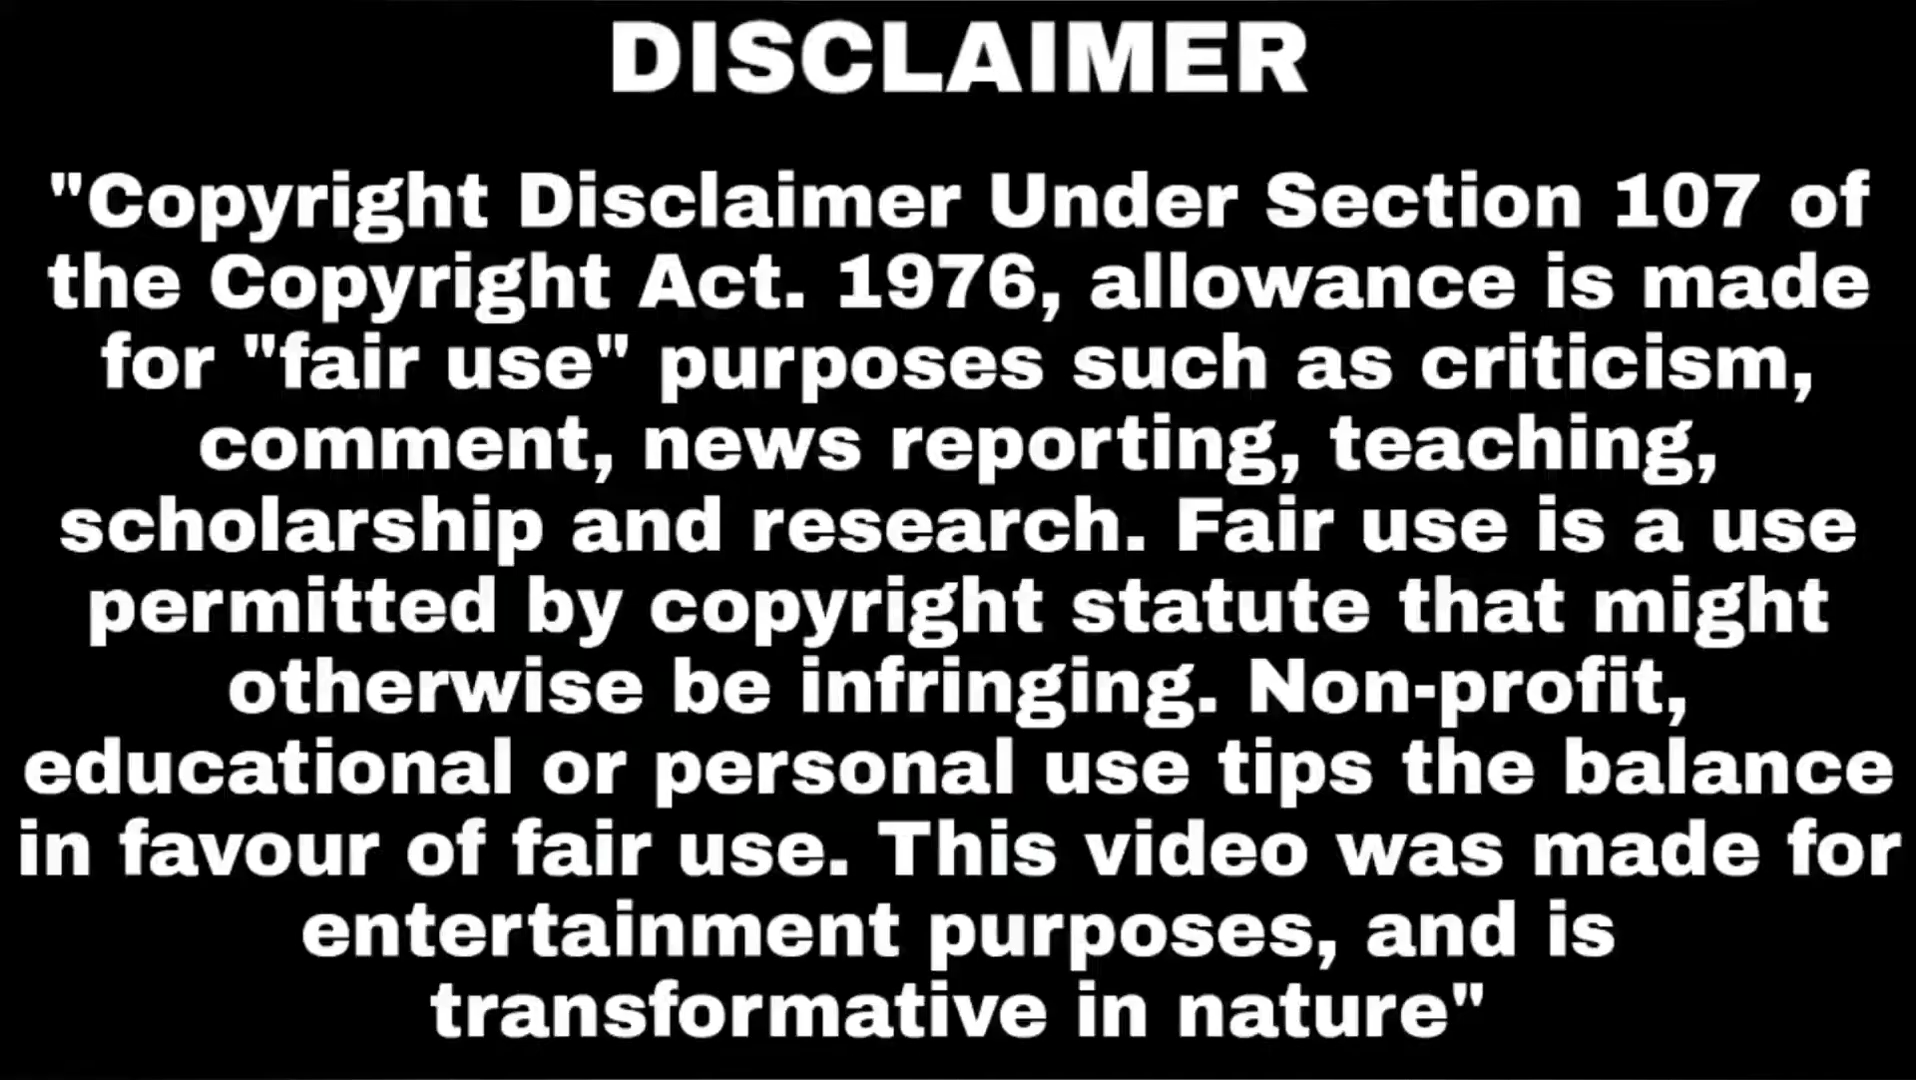 DISCLAIMER
"Copyright Disclaimer Under Section 107 of
the Copyright Act. 1976, allowance is made
for "fair use" purposes such as criticism,
comment, news reporting, teaching,
scholarship and research. Fair use is a use
permitted by copyright statute that might
otherwise be infringing. Non-profit,
educational or personal use tips the balance
in favour of fair use. This video was made for
entertainment purposes, and is
transformative in nature"